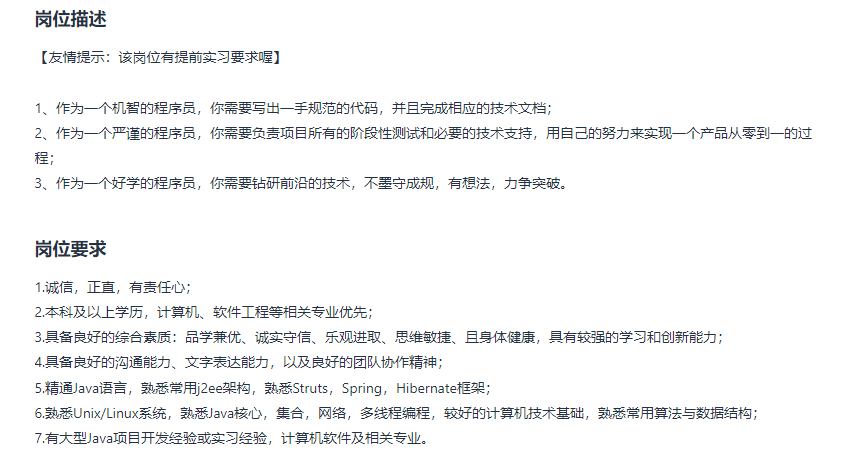 岗位描述
【友情提示：该岗位有提前实习要求喔】
1、作为一个机智的程序员，你需要写出一手规范的代码，并且完成相应的技术文档；
2、作为一个严谨的程序员，你需要负责项目所有的阶段性测试和必要的技术支持，用自己的努力来实现一个产品从零到一的过
程；
3、作为一个好学的程序员，你需要钻研前沿的技术，不墨守成规，有想法，力争突破。
岗位要求
1.诚信，正直，有责任心；
2.本科及以上学历，计算机、软件工程等相关专业优先；
3.具备良好的综合素质：品学兼优、诚实守信、乐观进取、思维敏捷、且身体健康，具有较强的学习和创新能力；
4.具备良好的沟通能力、文字表达能力，以及良好的团队协作精神；
5.精通Java语言，熟悉常用j2ee架构，熟悉Struts，Spring，Hibernate框架；
6.熟悉Unix/Linux系统，熟悉Java核心，集合，网络，多线程编程，较好的计算机技术基础，熟悉常用算法与数据结构；
7.有大型Java项目开发经验或实习经验，计算机软件及相关专业。